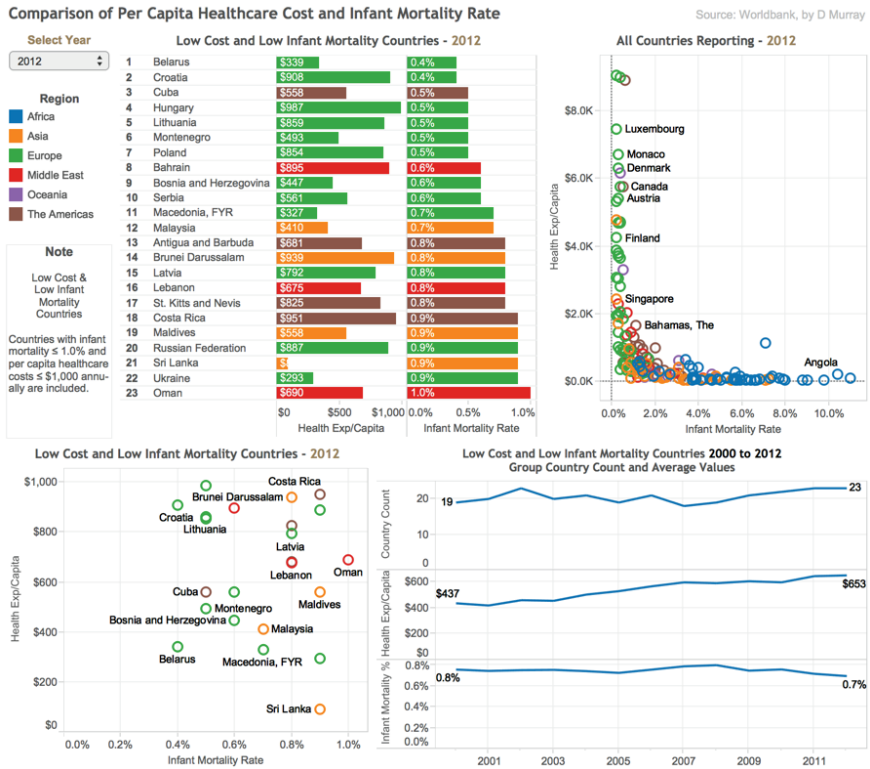 Comparison of Per Capita Healthcare Cost and Infant Mortality Rate
Source: Worldbank, by D Murray
Select Year
2012
Region
Africa
Asia
Europe
Middle East
Oceania
The Americas
Note
Low Cost &
Low Infant
Mortality
Countries
Countries with infant
mortality ≤ 1.0% and
per capita healthcare
costs ≤ $1,000 annu-
ally are included.
Low Cost and Low Infant Mortality Countries - 2012
1 Belarus $339 0.4%
2 Croatia $908 0.4%
3 Cuba $558 0.5%
4 Hungary $987 0.5%
5 Lithuania $859 0.5%
6 Montenegro $493 0.5%
7 Poland $854 0.5%
8 Bahrain $895 0.6%
9 Bosnia and Herzegovina $447 0.6%
10 Serbia $561 0.6%
11 Macedonia, FYR $327 0.7%
12 Malaysia $410 0.7%
13 Antigua and Barbuda $681 0.8%
14 Brunei Darussalam $939 0.8%
15 Latvia $792 0.8%
16 Lebanon $675 0.8%
17 St. Kitts and Nevis $825 0.8%
18 Costa Rica $951 0.9%
19 Maldives $558 0.9%
20 Russian Federation $887 0.9%
21 Sri Lanka 0.9%
22 Ukraine $293 0.9%
23 Oman $690 1.0%
$0 $500 $1,000 0.0% 0.5% 1.0%
Health Exp/Capita Infant Mortality Rate
All Countries Reporting - 2012
Health Exp/Capita
$8.0K
Luxembourg
Monaco
Denmark
$6.0K
Canada
Austria
Finland
$4.0K
Singapore
$2.0K
Bahamas, The
Angola
$0.0K
0.0% 2.0% 4.0% 6.0% 8.0% 10.0%
Infant Mortality Rate
Low Cost and Low Infant Mortality Countries - 2012
Health Exp/Capita
$1,000
Costa Rica
Brunei Darussalam
Croatia
Lithuania
$800
Latvia
Lebanon
Oman
$600
Cuba
Maldives
Montenegro
Bosnia and Herzegovina
Malaysia
$400
Belarus
Macedonia, FYR
$200
Sri Lanka
$0
0.0% 0.2% 0.4% 0.6% 0.8% 1.0%
Infant Mortality Rate
Low Cost and Low Infant Mortality Countries 2000 to 2012
Group Country Count and Average Values
Country Count
20
19
23
10
0
Health Exp/Capita
$600
$437
$653
$400
$200
$0
Infant Mortality %
0.8%
0.8%
0.7%
0.6%
0.4%
0.2%
0.0%
2001 2003 2005 2007 2009 2011